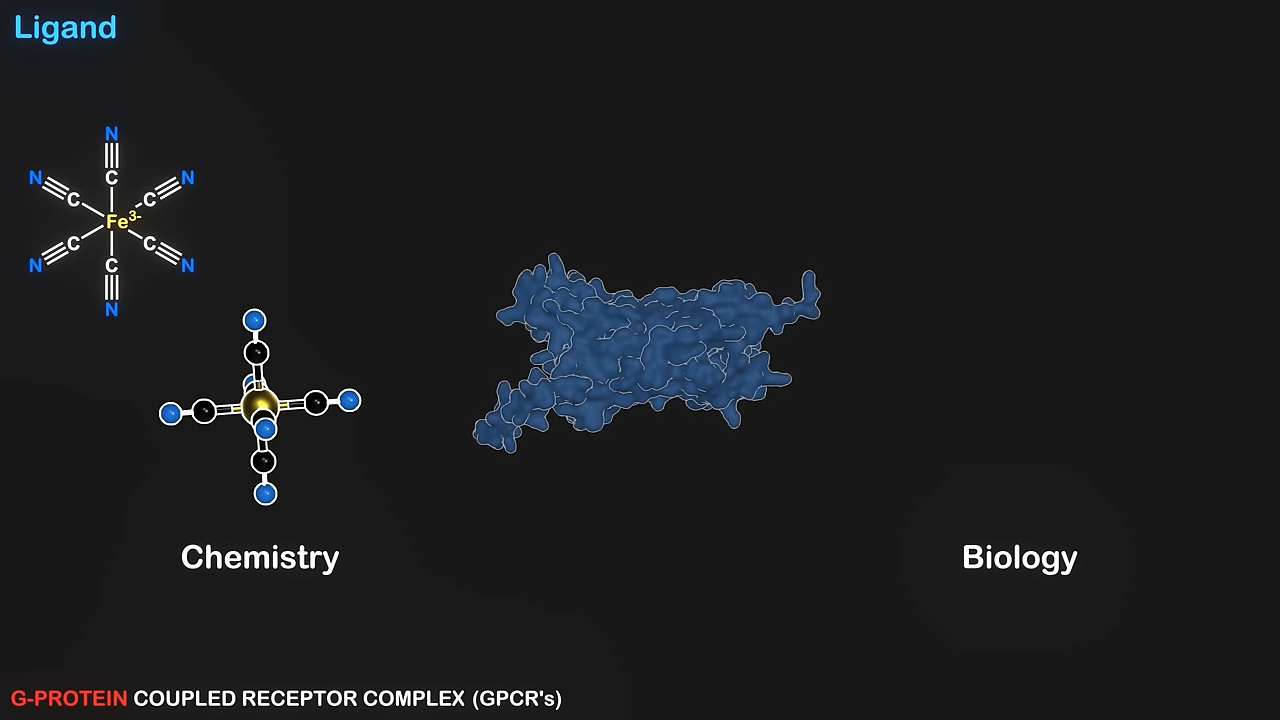 Ligand
N
N
N
C
C
C
Fe3-
C
C
C
N
N
N
Chemistry
Biology
G-PROTEIN COUPLED RECEPTOR COMPLEX (GPCR's)